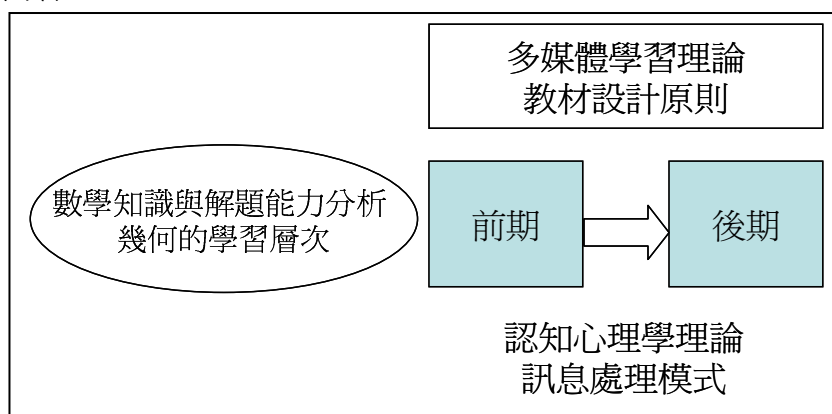 多媒體學習理論
教材設計原則
數學知識與解題能力分析
幾何的學習層次
前期
後期
認知心理學理論
訊息處理模式